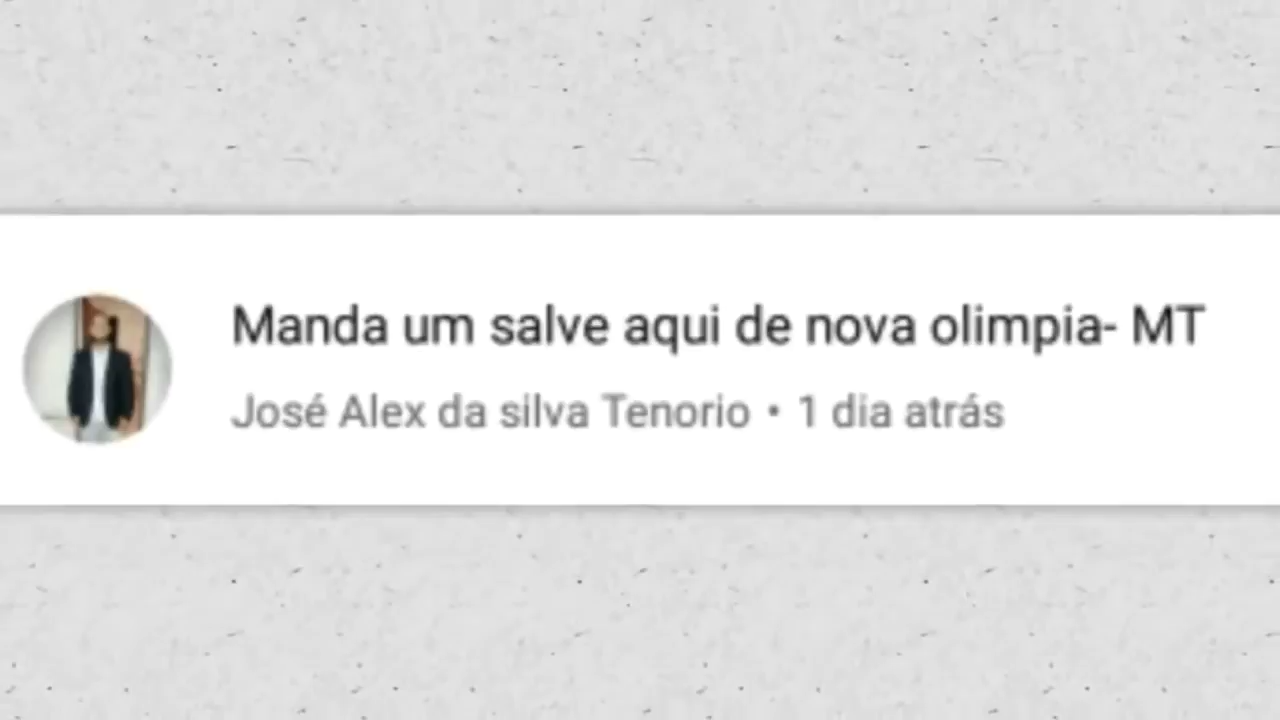 Manda um salve aqui de nova olimpia- MT
José Alex da silva Tenorio • 1 dia atrás